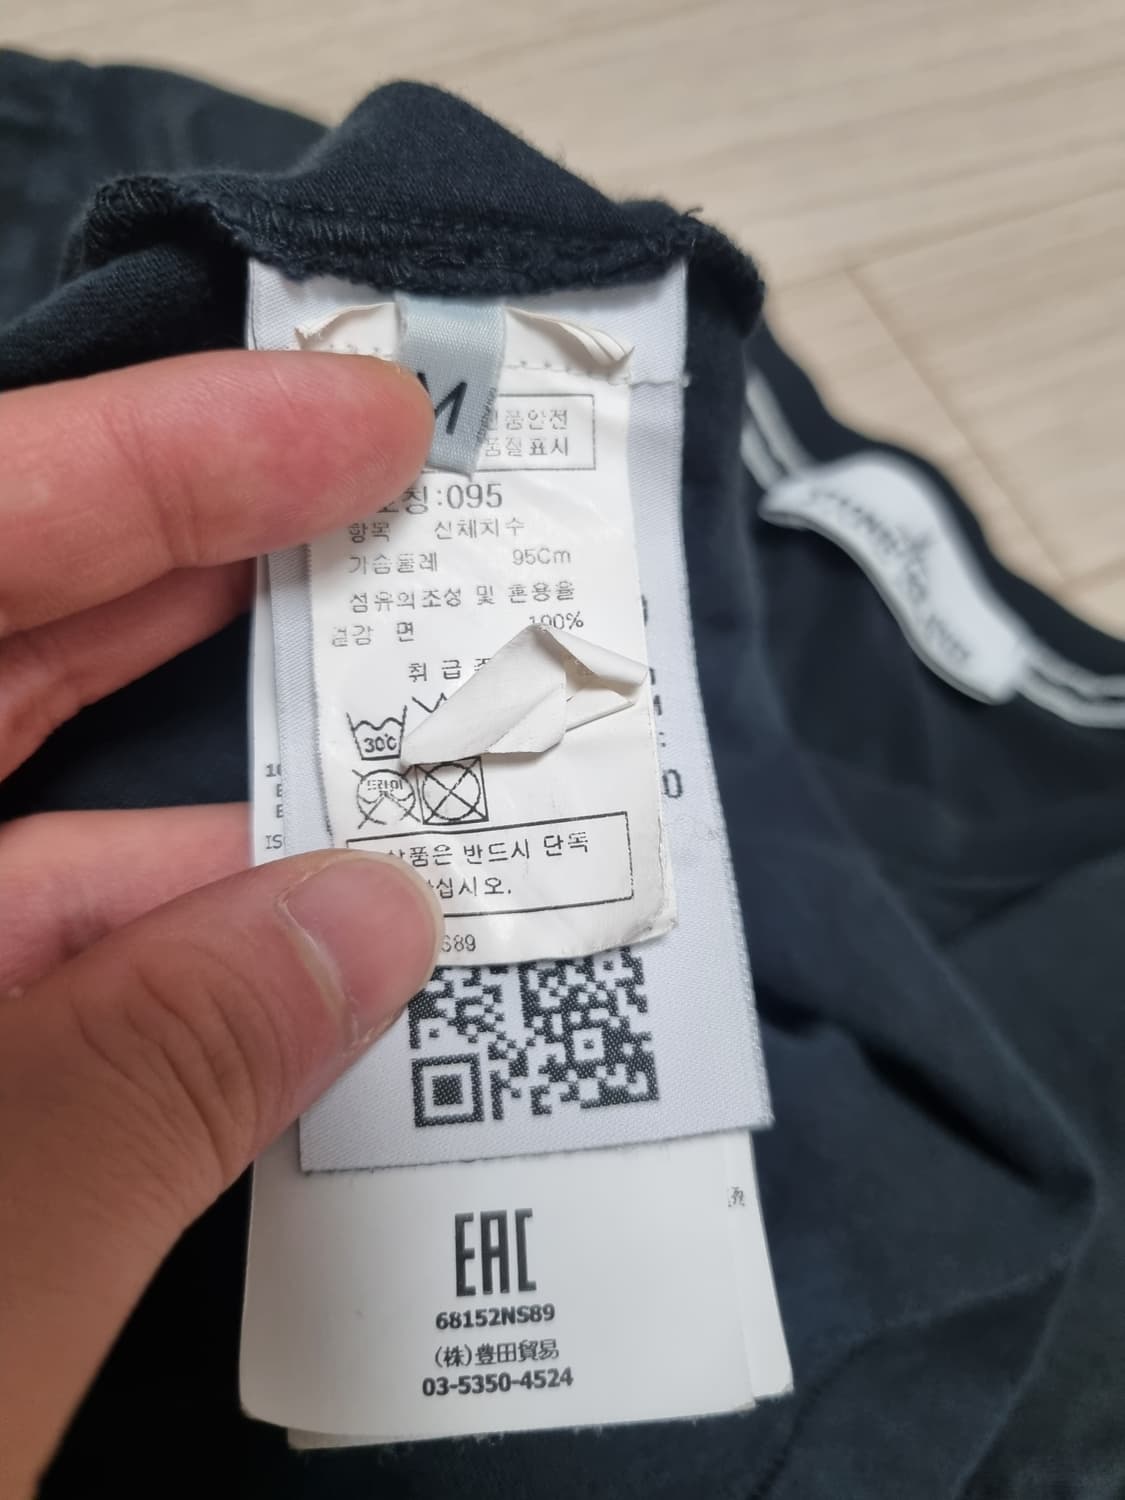 M
품안전
품질표시
호칭:095
항목 신체치수
가슴둘레 95Cm
섬유의조성 및 혼용율
겉감 면 100%
취급
30℃
드라이
상품은 반드시 단독
십시오.
S89
EAC
68152NS89
(株)豊田貿易
03-5350-4524